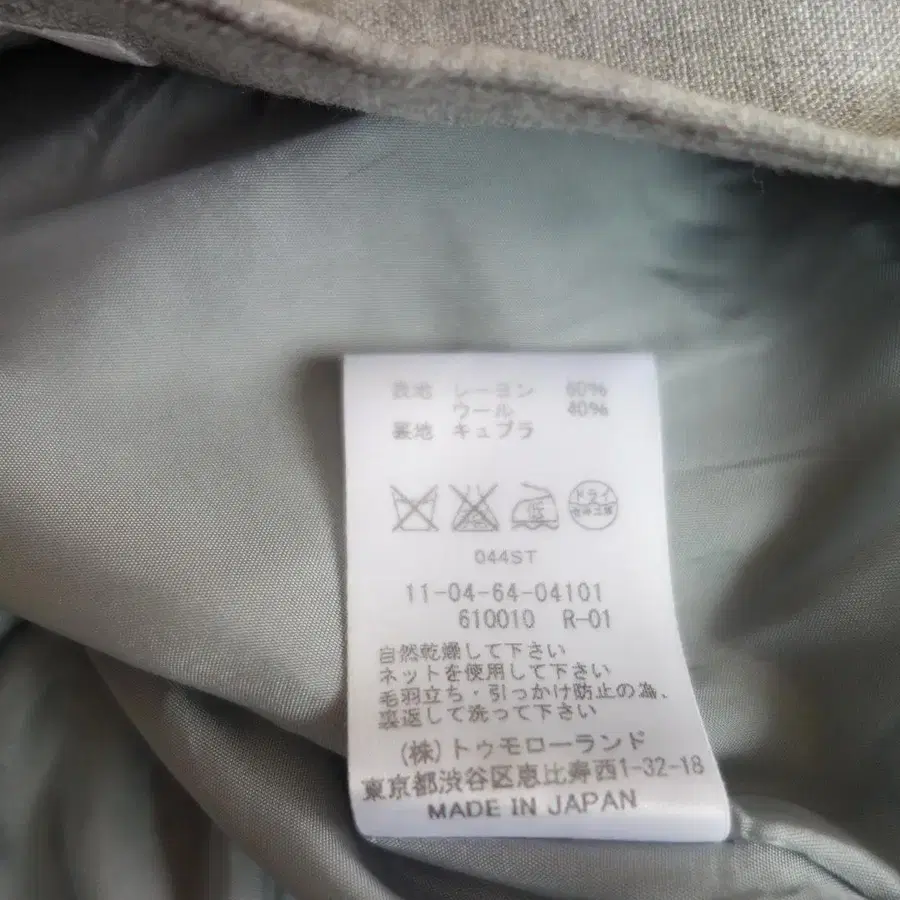 表地 レーヨン 60%
ウール 40%
裏地 キュプラ
低 ドライ
044ST
11-04-64-04101
610010 R-01
自然乾燥して下さい
ネットを使用して下さい
毛羽立ち・引っかけ防止の為、
裏返して洗って下さい
(株)トゥモローランド
東京都渋谷区恵比寿西1-32-18
MADE IN JAPAN